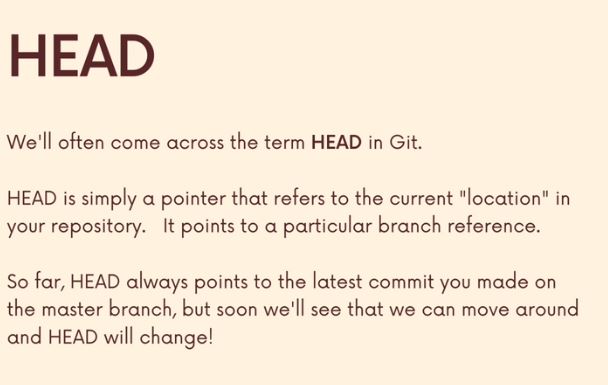 HEAD
We'll often come across the term HEAD in Git.
HEAD is simply a pointer that refers to the current "location" in
your repository.   It points to a particular branch reference.
So far, HEAD always points to the latest commit you made on
the master branch, but soon we'll see that we can move around
and HEAD will change!